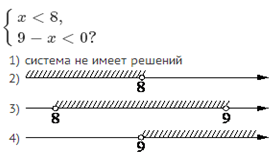 x < 8,
9 − x < 0?
1) система не имеет решений
2)
8
3)
8 9
4)
9